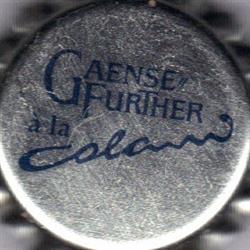 GAENSE
FURTHER
à la
Colani